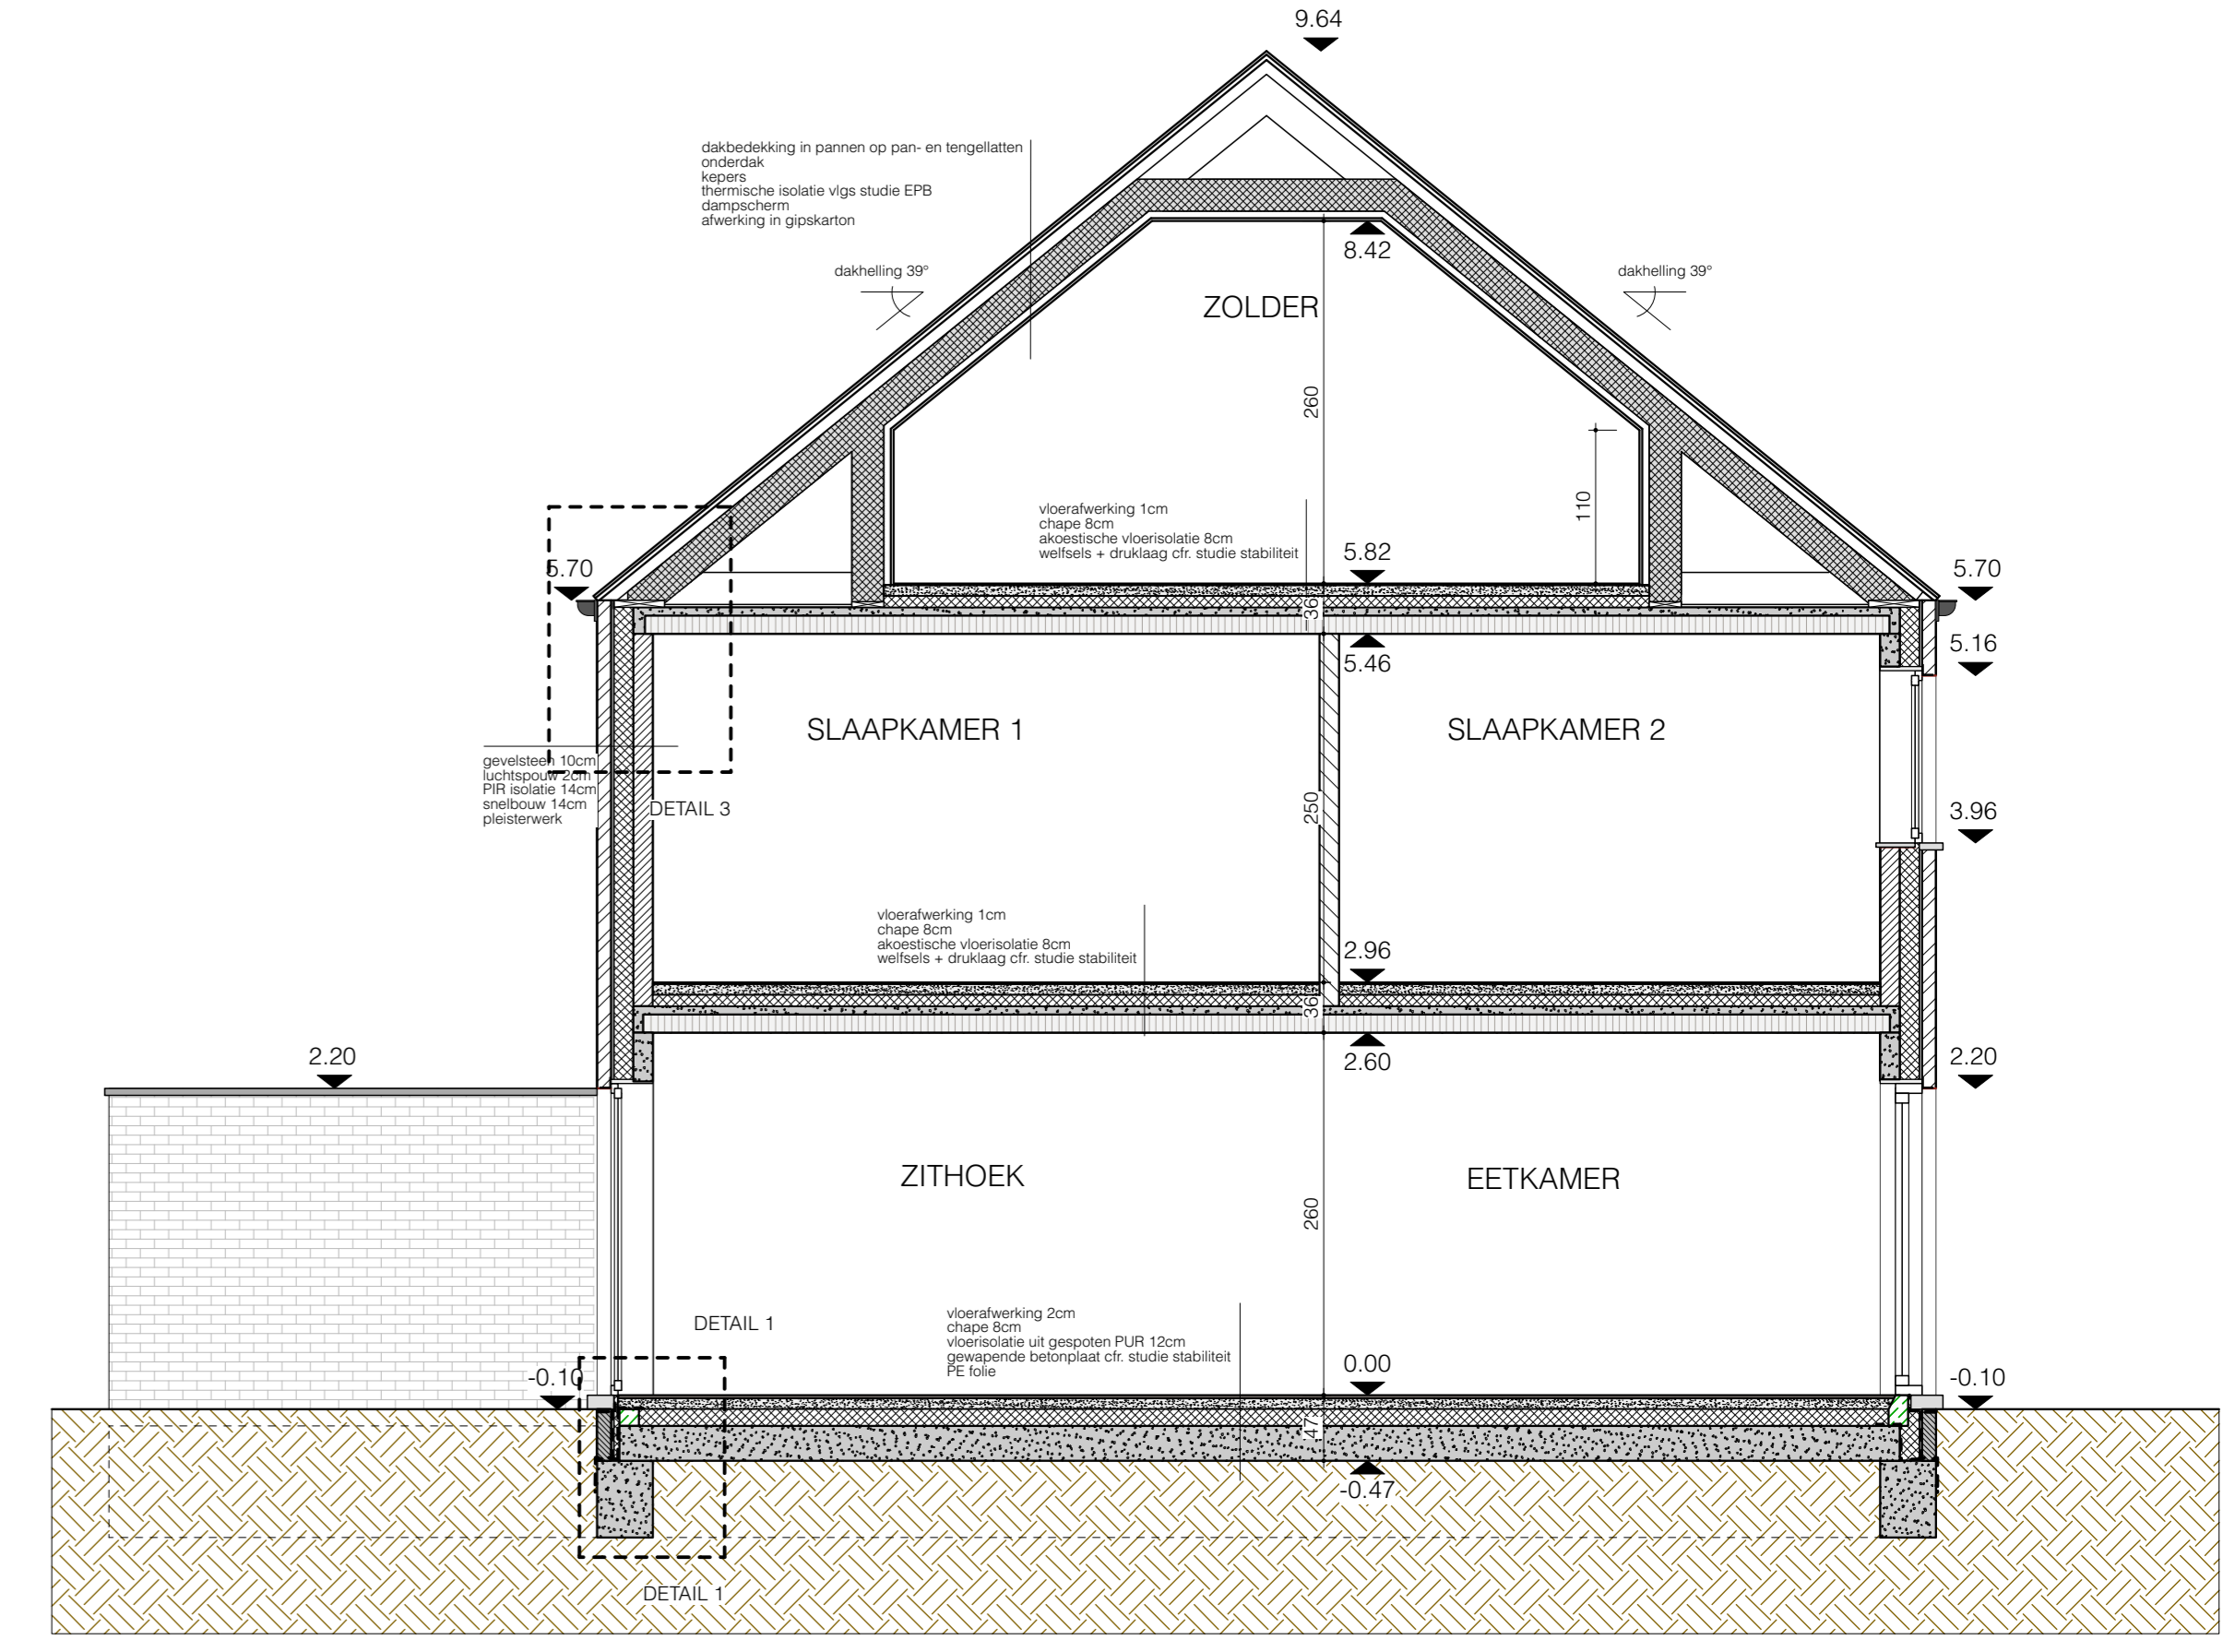 9.64
dakbedekking in pannen op pan- en tengellatten
onderdak
kepers
thermische isolatie vlgs studie EPB
dampscherm
afwerking in gipskarton
8.42
dakhelling 39°
dakhelling 39°
ZOLDER
260
110
vloerafwerking 1cm
chape 8cm
akoestische vloerisolatie 8cm
welfsels + druklaag cfr. studie stabiliteit
5.82
5.70
5.70
36
5.16
5.46
SLAAPKAMER 1
SLAAPKAMER 2
gevelsteen 10cm
luchtspouw 2cm
PIR isolatie 14cm
snelbouw 14cm
pleisterwerk
DETAIL 3
250
3.96
vloerafwerking 1cm
chape 8cm
akoestische vloerisolatie 8cm
welfsels + druklaag cfr. studie stabiliteit
2.96
36
2.60
2.20
2.20
ZITHOEK
EETKAMER
260
DETAIL 1
vloerafwerking 2cm
chape 8cm
vloerisolatie uit gespoten PUR 12cm
gewapende betonplaat cfr. studie stabiliteit
PE folie
0.00
-0.10
-0.10
47
-0.47
DETAIL 1